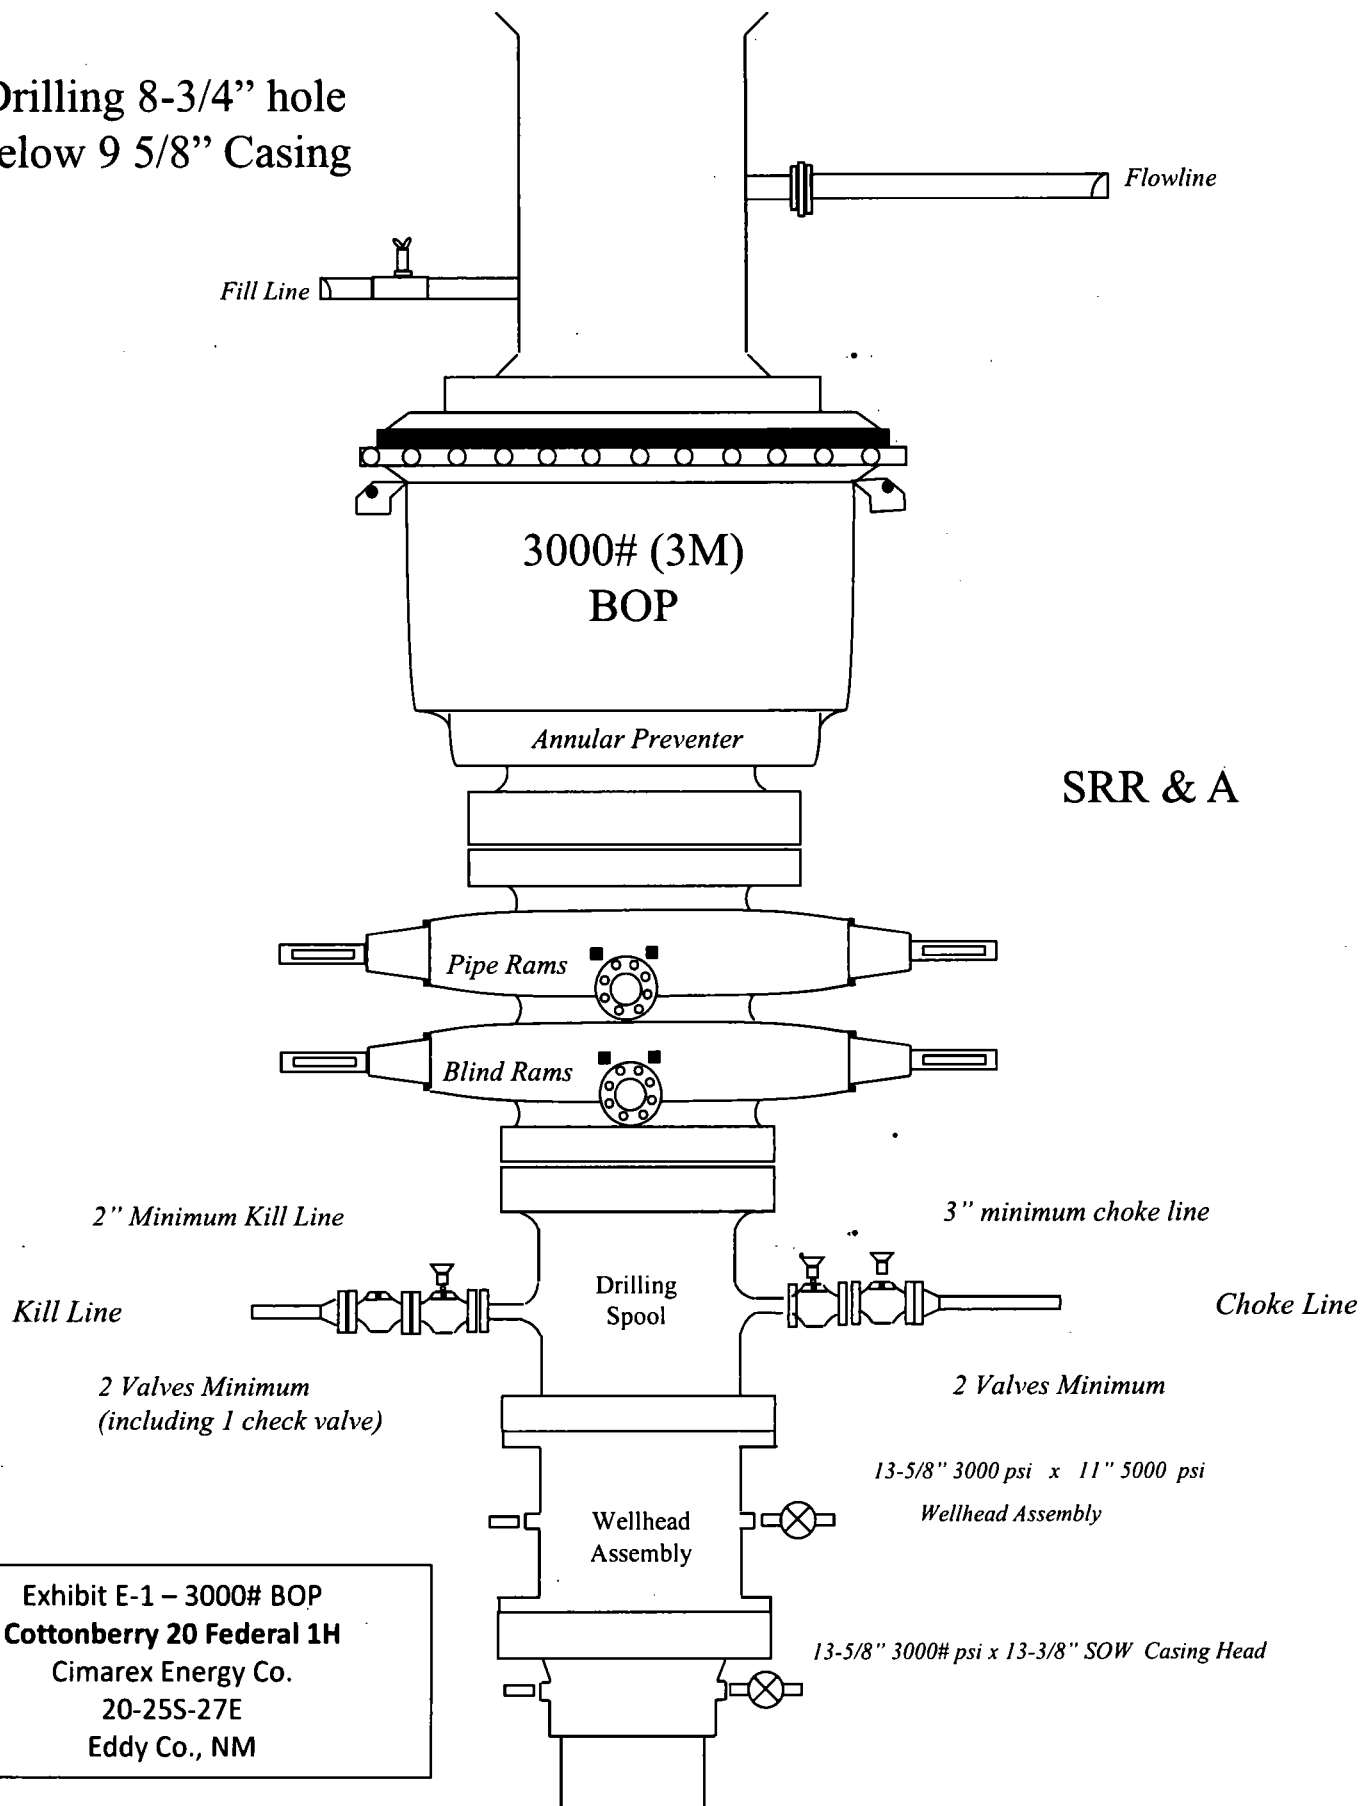 Drilling 8-3/4” hole
elow 9 5/8” Casing
Flowline
Fill Line
3000# (3M)
BOP
Annular Preventer
SRR & A
Pipe Rams
Blind Rams
2” Minimum Kill Line
3” minimum choke line
Drilling
Spool
Kill Line
Choke Line
2 Valves Minimum
(including 1 check valve)
2 Valves Minimum
13-5/8” 3000 psi x 11” 5000 psi
Wellhead Assembly
Wellhead
Assembly
Exhibit E-1 – 3000# BOP
Cottonberry 20 Federal 1H
Cimarex Energy Co.
20-25S-27E
Eddy Co., NM
13-5/8” 3000# psi x 13-3/8” SOW Casing Head